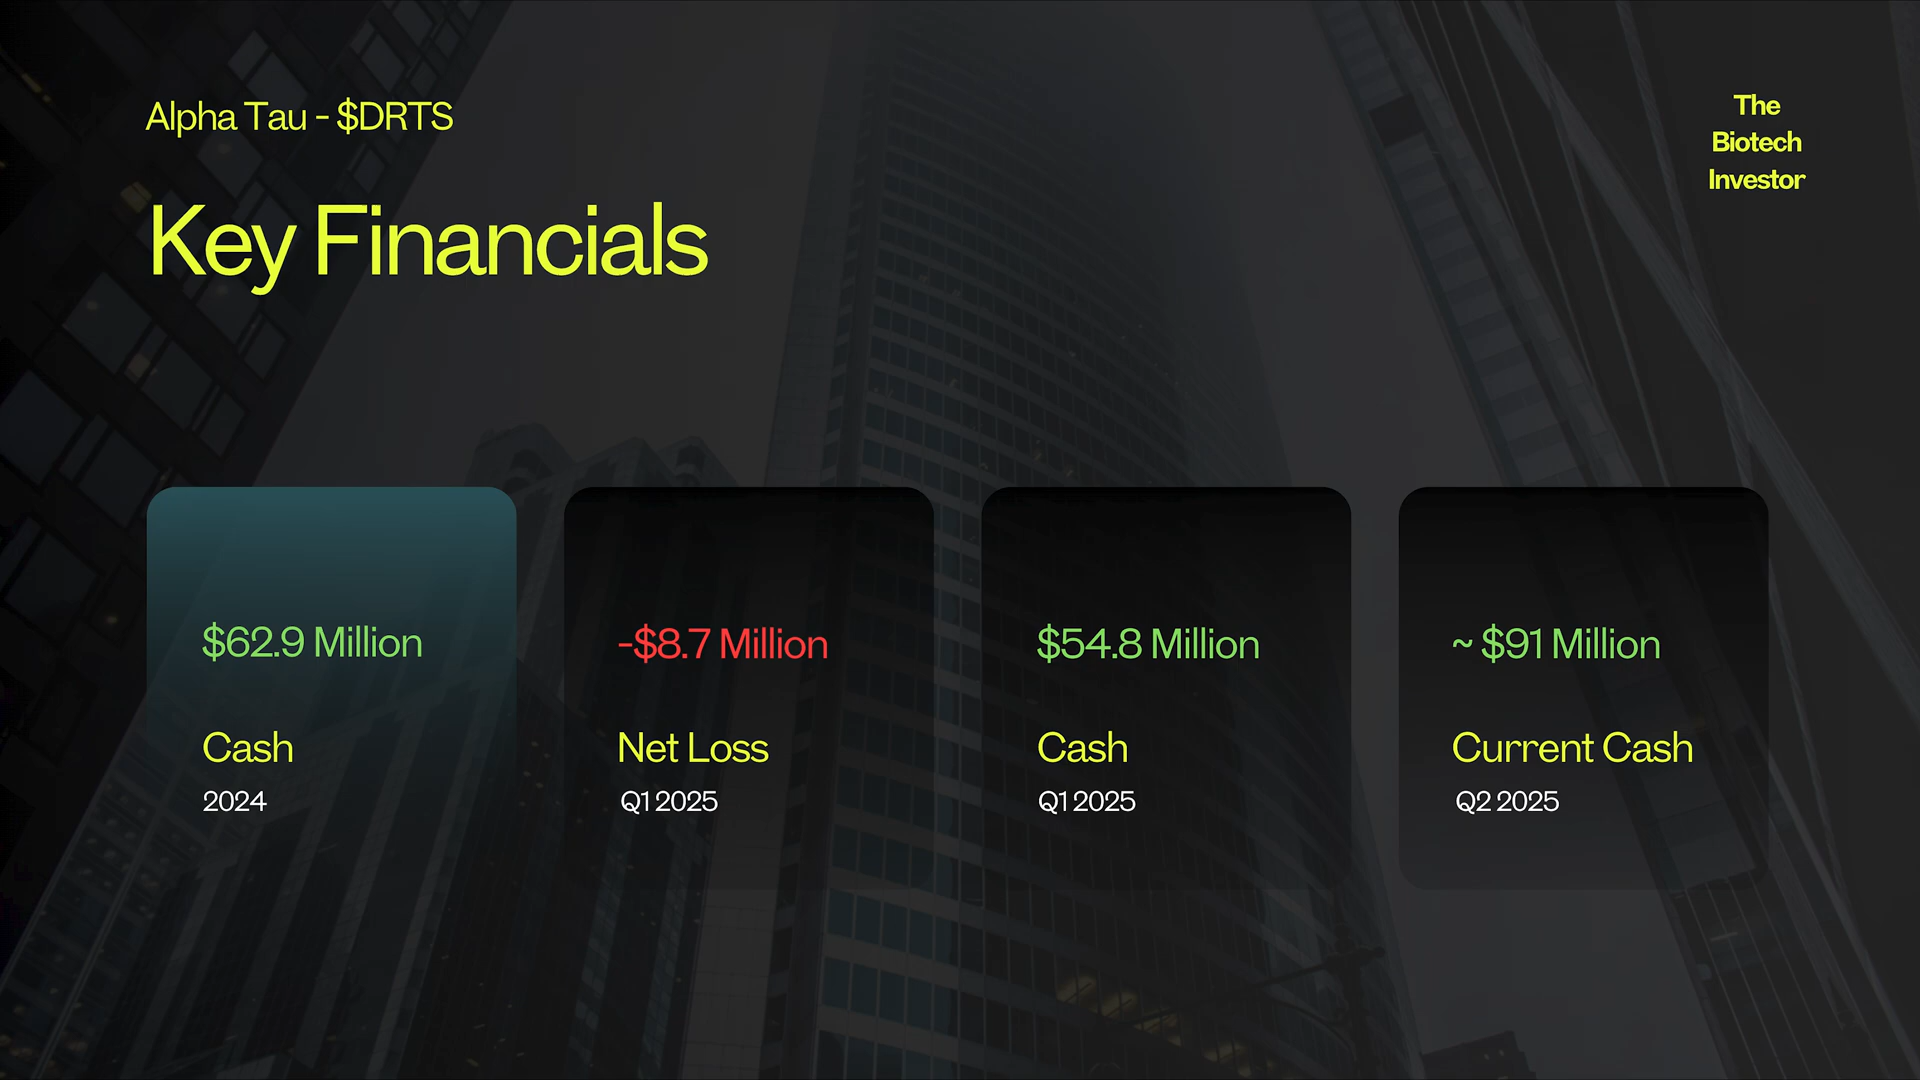 Alpha Tau - $DRTS
The
Biotech
Investor
Key Financials
$62.9 Million
Cash
2024
-$8.7 Million
Net Loss
Q1 2025
$54.8 Million
Cash
Q1 2025
~ $91 Million
Current Cash
Q2 2025